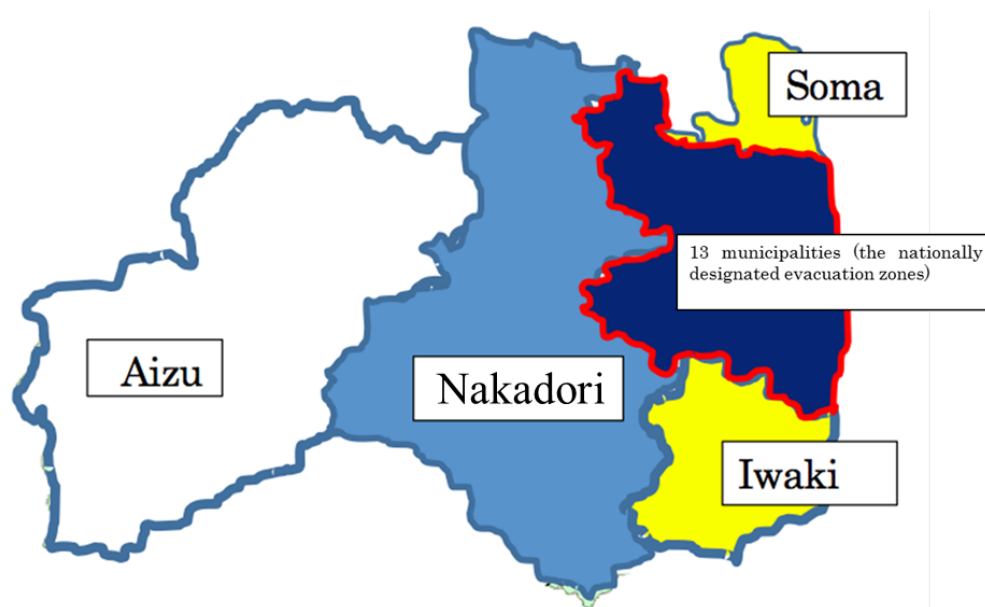 Soma
13 municipalities (the nationally
designated evacuation zones)
Aizu
Nakadori
Iwaki